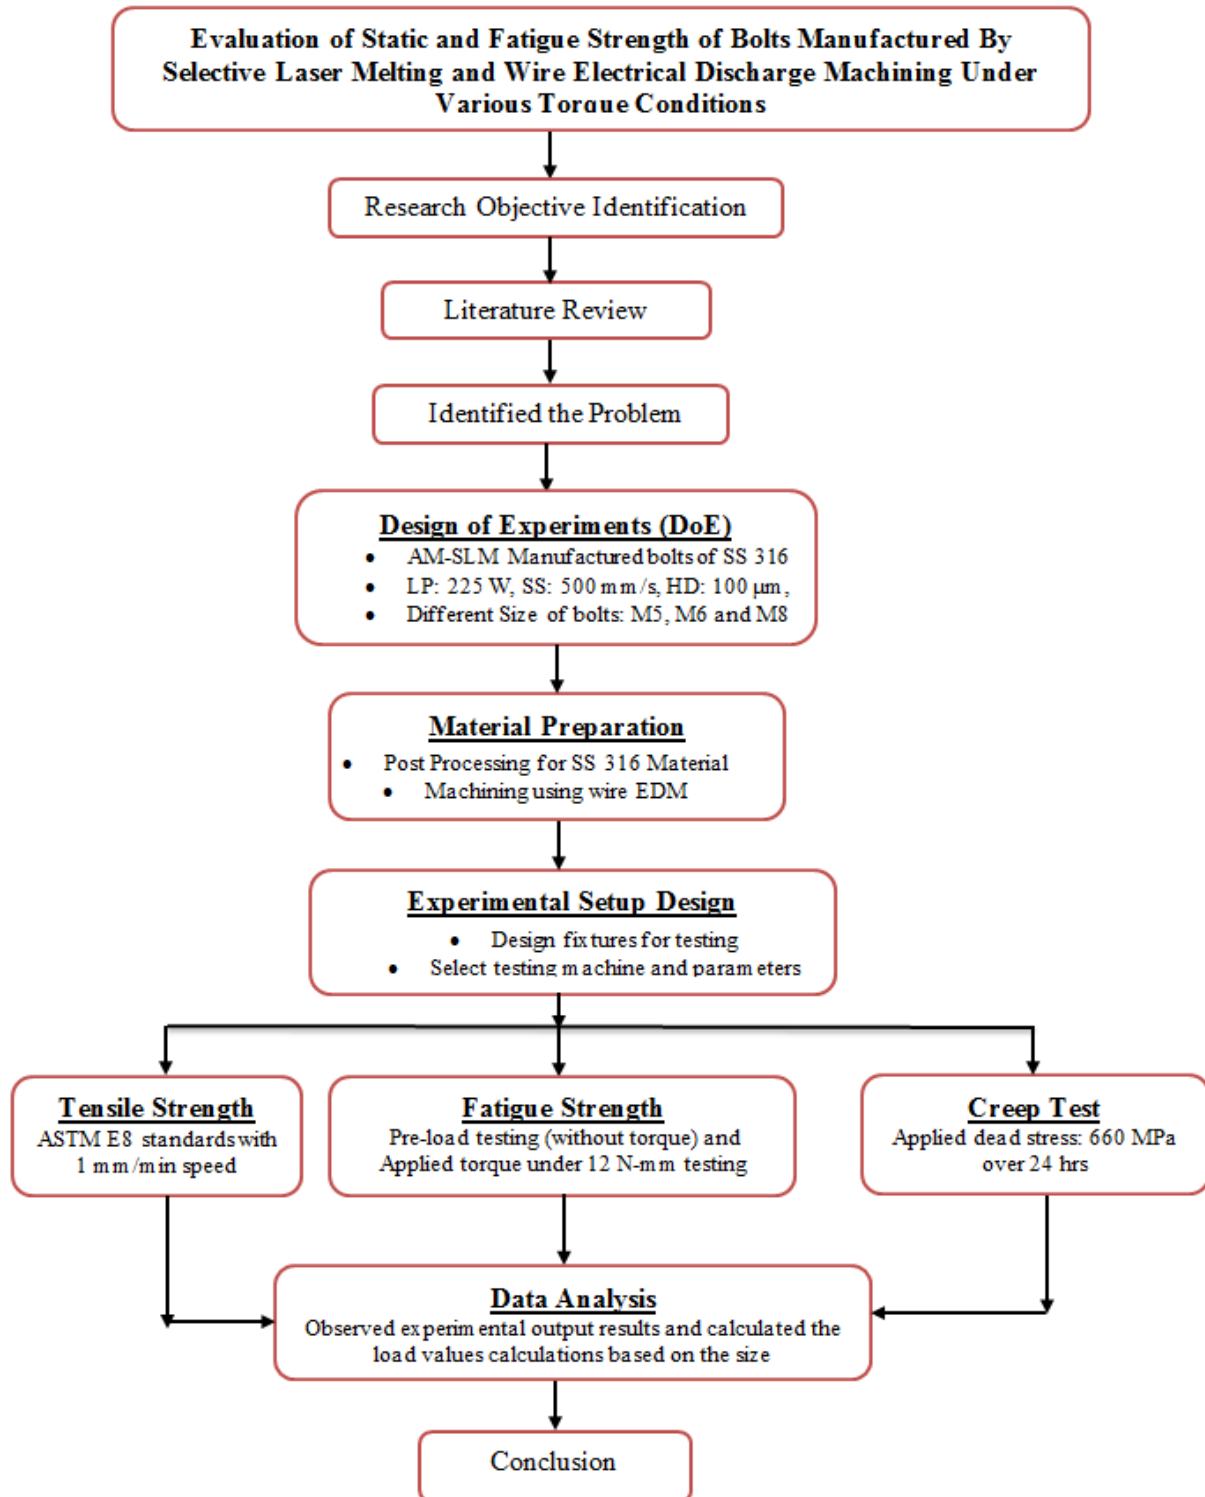 Evaluation of Static and Fatigue Strength of Bolts Manufactured By
Selective Laser Melting and Wire Electrical Discharge Machining Under
Various Torque Conditions
Research Objective Identification
Literature Review
Identified the Problem
Design of Experiments (DoE)
• AM-SLM Manufactured bolts of SS 316
• LP: 225 W, SS: 500 mm/s, HD: 100 µm,
• Different Size of bolts: M5, M6 and M8
Material Preparation
• Post Processing for SS 316 Material
• Machining using wire EDM
Experimental Setup Design
• Design fixtures for testing
• Select testing machine and parameters
Tensile Strength
ASTM E8 standards with
1 mm/min speed
Fatigue Strength
Pre-load testing (without torque) and
Applied torque under 12 N-mm testing
Creep Test
Applied dead stress: 660 MPa
over 24 hrs
Data Analysis
Observed experimental output results and calculated the
load values calculations based on the size
Conclusion